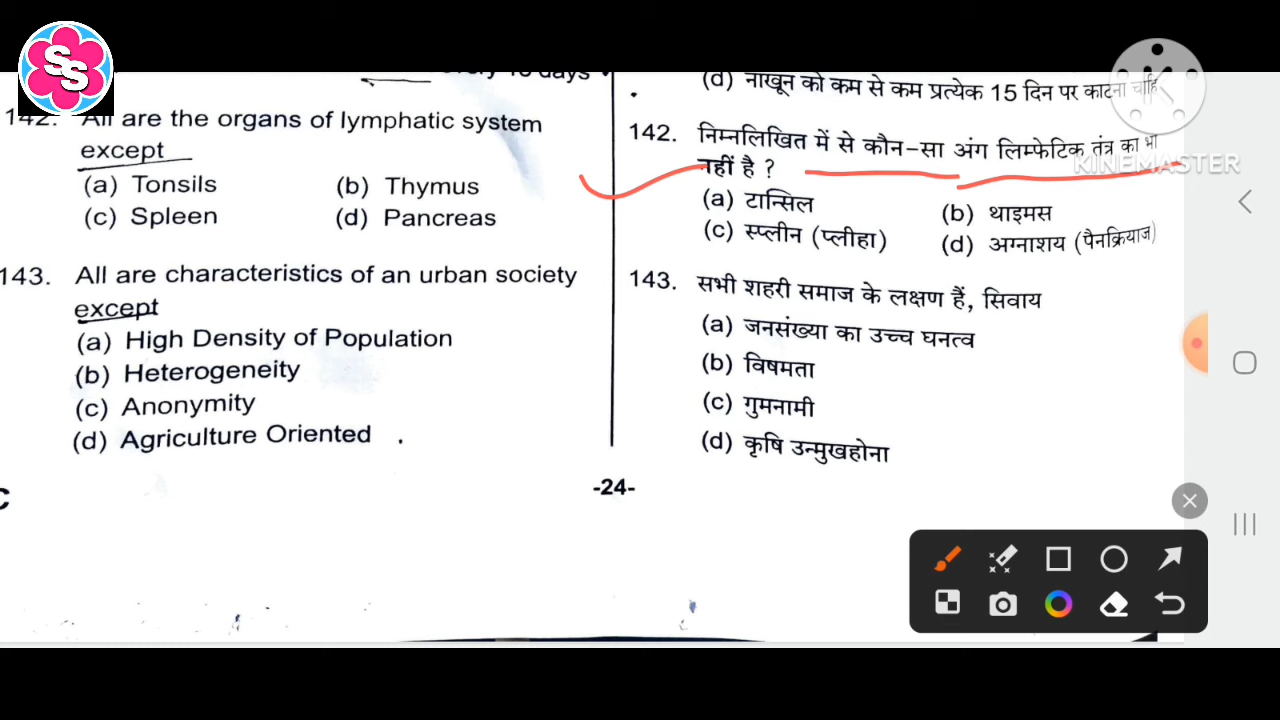 SS
days
142. All are the organs of lymphatic system
except
(a) Tonsils (b) Thymus
(c) Spleen (d) Pancreas
143. All are characteristics of an urban society
except
(a) High Density of Population
(b) Heterogeneity
(c) Anonymity
(d) Agriculture Oriented .
(d) नाखून को कम से कम प्रत्येक 15 दिन पर काटना
142. निम्नलिखित में से कौन-सा अंग लिम्फेटिक तंत्र का
नहीं है ?
(a) टान्सिल (b) थाइमस
(c) स्प्लीन (प्लीहा) (d) अग्नाशय (पैनक्रियाज)
143. सभी शहरी समाज के लक्षण हैं, सिवाय
(a) जनसंख्या का उच्च घनत्व
(b) विषमता
(c) गुमनामी
(d) कृषि उन्मुखहोना
-24-
C
KINEMASTER